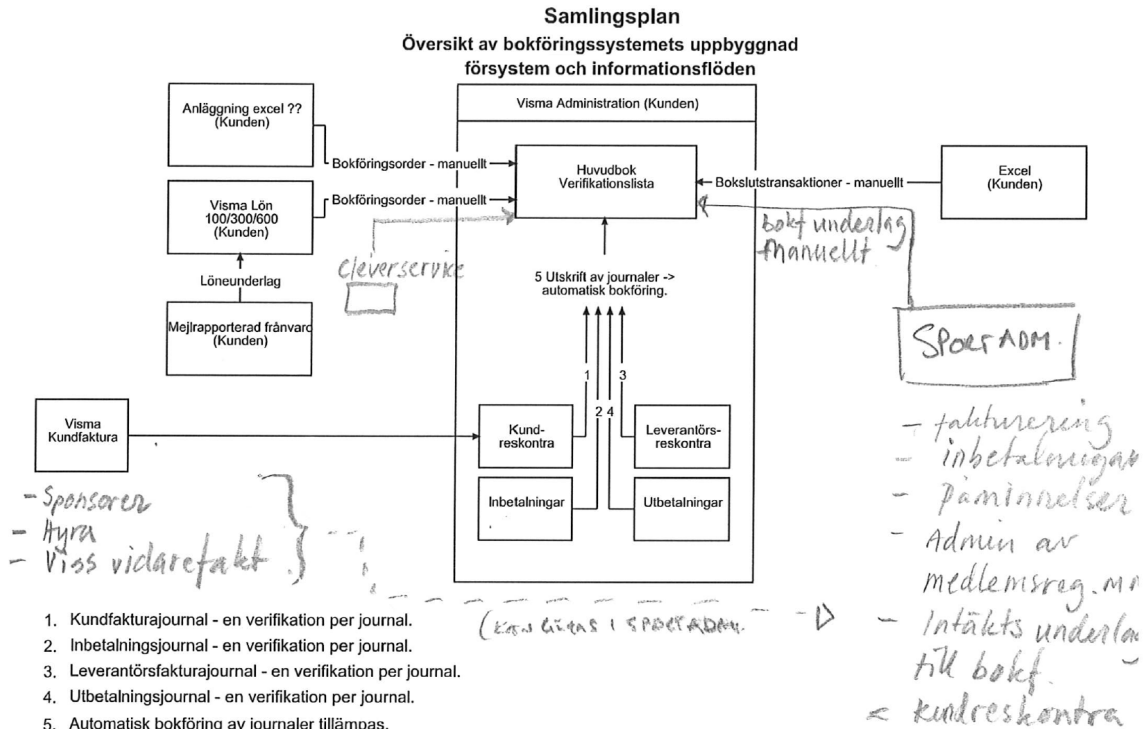 Samlingsplan
Översikt av bokföringssystemets uppbyggnad
försystem och informationsflöden
Visma Administration (Kunden)
Anläggning excel ??
(Kunden)
Bokföringsorder - manuellt
Huvudbok
Verifikationslista
Bokslutstransaktioner - manuellt
Excel
(Kunden)
Visma Lön
100/300/600
(Kunden)
Bokföringsorder - manuellt
bokf underlag
manuellt
Cleverservice
Löneunderlag
5 Utskrift av journaler ->
automatisk bokföring.
Mejlrapporterad frånvaro
(Kunden)
SPORTADM.
1
3
2
4
Visma
Kundfaktura
Kund-
reskontra
Leverantörs-
reskontra
Inbetalningar
Utbetalningar
- Sponsorer
- Hyra
- Viss vidarefakt.
- fakturering
- inbetalningar
- påminnelser
- Admin av
medlemsreg. mm
- Intäkts underlag
till bokf.
kundreskontra
(KAN GÖRAS I SPORTADM.
1. Kundfakturajournal - en verifikation per journal.
2. Inbetalningsjournal - en verifikation per journal.
3. Leverantörsfakturajournal - en verifikation per journal.
4. Utbetalningsjournal - en verifikation per journal.
5. Automatisk bokföring av journaler tillämpas.